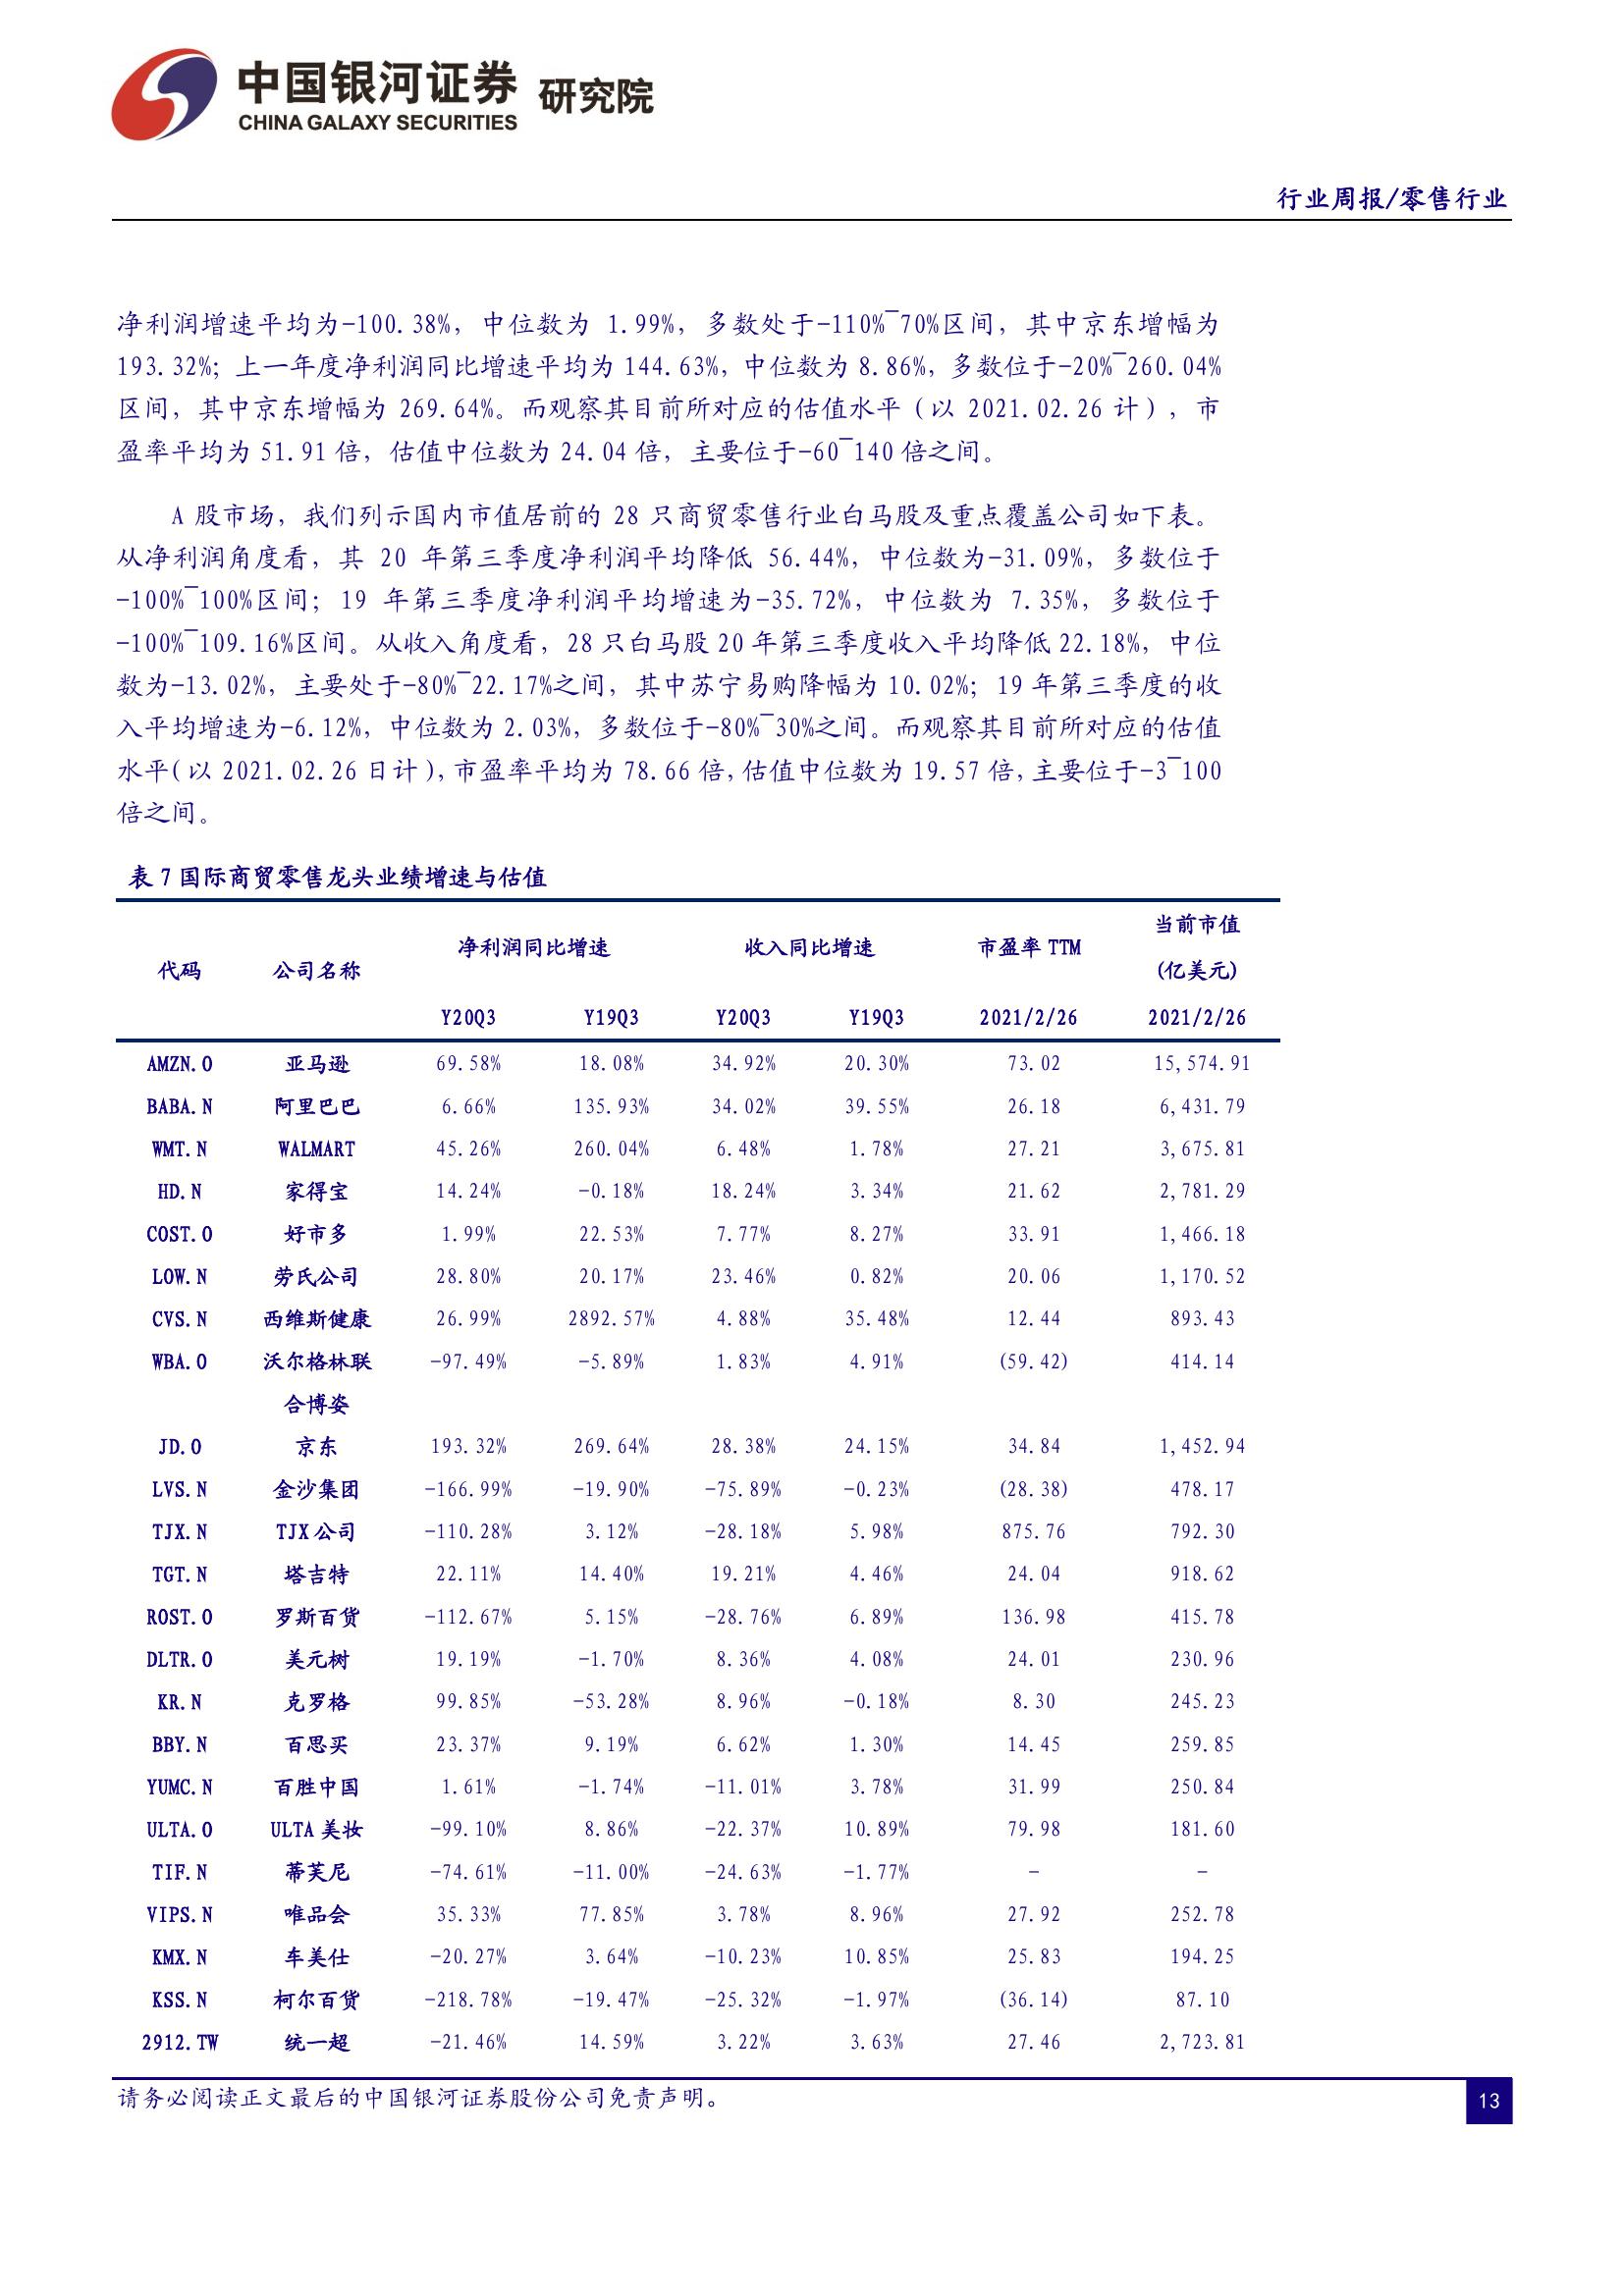 中国银河证券 研究院
CHINA GALAXY SECURITIES
行业周报/零售行业
净利润增速平均为-100.38%，中位数为 1.99%，多数处于-110%~70%区间，其中京东增幅为
193.32%；上一年度净利润同比增速平均为 144.63%，中位数为 8.86%，多数位于-20%~260.04%
区间，其中京东增幅为 269.64%。而观察其目前所对应的估值水平（以 2021.02.26 计），市
盈率平均为 51.91 倍，估值中位数为 24.04 倍，主要位于-60~140 倍之间。
A 股市场，我们列示国内市值居前的 28 只商贸零售行业白马股及重点覆盖公司如下表。
从净利润角度看，其 20 年第三季度净利润平均降低 56.44%，中位数为-31.09%，多数位于
-100%~100%区间；19 年第三季度净利润平均增速为-35.72%，中位数为 7.35%，多数位于
-100%~109.16%区间。从收入角度看，28 只白马股 20 年第三季度收入平均降低 22.18%，中位
数为-13.02%，主要处于-80%~22.17%之间，其中苏宁易购降幅为 10.02%；19 年第三季度的收
入平均增速为-6.12%，中位数为 2.03%，多数位于-80%~30%之间。而观察其目前所对应的估值
水平（以 2021.02.26 日计），市盈率平均为 78.66 倍，估值中位数为 19.57 倍，主要位于-3~100
倍之间。
表 7 国际商贸零售龙头业绩增速与估值
代码 公司名称 净利润同比增速 收入同比增速 市盈率 TTM 当前市值
(亿美元)
Y20Q3 Y19Q3 Y20Q3 Y19Q3 2021/2/26 2021/2/26
AMZN.O 亚马逊 69.58% 18.08% 34.92% 20.30% 73.02 15,574.91
BABA.N 阿里巴巴 6.66% 135.93% 34.02% 39.55% 26.18 6,431.79
WMT.N WALMART 45.26% 260.04% 6.48% 1.78% 27.21 3,675.81
HD.N 家得宝 14.24% -0.18% 18.24% 3.34% 21.62 2,781.29
COST.O 好市多 1.99% 22.53% 7.77% 8.27% 33.91 1,466.18
LOW.N 劳氏公司 28.80% 20.17% 23.46% 0.82% 20.06 1,170.52
CVS.N 西维斯健康 26.99% 2892.57% 4.88% 35.48% 12.44 893.43
WBA.O 沃尔格林联 -97.49% -5.89% 1.83% 4.91% (59.42) 414.14
合博姿
JD.O 京东 193.32% 269.64% 28.38% 24.15% 34.84 1,452.94
LVS.N 金沙集团 -166.99% -19.90% -75.89% -0.23% (28.38) 478.17
TJX.N TJX 公司 -110.28% 3.12% -28.18% 5.98% 875.76 792.30
TGT.N 塔吉特 22.11% 14.40% 19.21% 4.46% 24.04 918.62
ROST.O 罗斯百货 -112.67% 5.15% -28.76% 6.89% 136.98 415.78
DLTR.O 美元树 19.19% -1.70% 8.36% 4.08% 24.01 230.96
KR.N 克罗格 99.85% -53.28% 8.96% -0.18% 8.30 245.23
BBY.N 百思买 23.37% 9.19% 6.62% 1.30% 14.45 259.85
YUMC.N 百胜中国 1.61% -1.74% -11.01% 3.78% 31.99 250.84
ULTA.O ULTA 美妆 -99.10% 8.86% -22.37% 10.89% 79.98 181.60
TIF.N 蒂芙尼 -74.61% -11.00% -24.63% -1.77% - -
VIPS.N 唯品会 35.33% 77.85% 3.78% 8.96% 27.92 252.78
KMX.N 车美仕 -20.27% 3.64% -10.23% 10.85% 25.83 194.25
KSS.N 柯尔百货 -218.78% -19.47% -25.32% -1.97% (36.14) 87.10
2912.TW 统一超 -21.46% 14.59% 3.22% 3.63% 27.46 2,723.81
请务必阅读正文最后的中国银河证券股份公司免责声明。
13